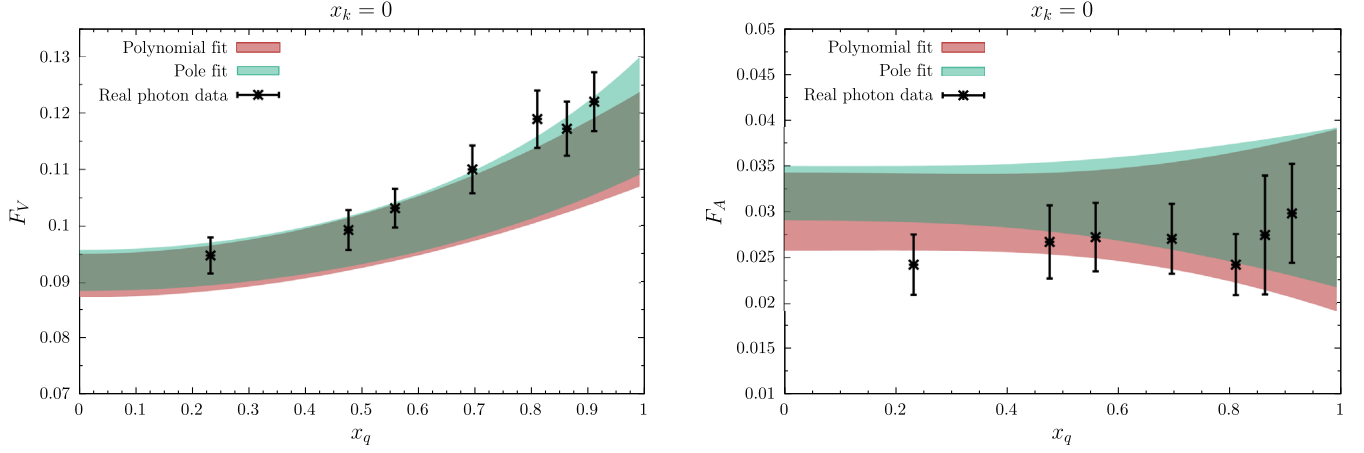 x_k = 0
Polynomial fit
Pole fit
Real photon data
F_V
0.13
0.12
0.11
0.1
0.09
0.08
0.07
0 0.1 0.2 0.3 0.4 0.5 0.6 0.7 0.8 0.9 1
x_q
x_k = 0
Polynomial fit
Pole fit
Real photon data
F_A
0.05
0.045
0.04
0.035
0.03
0.025
0.02
0.015
0.01
0 0.2 0.4 0.6 0.8 1
x_q